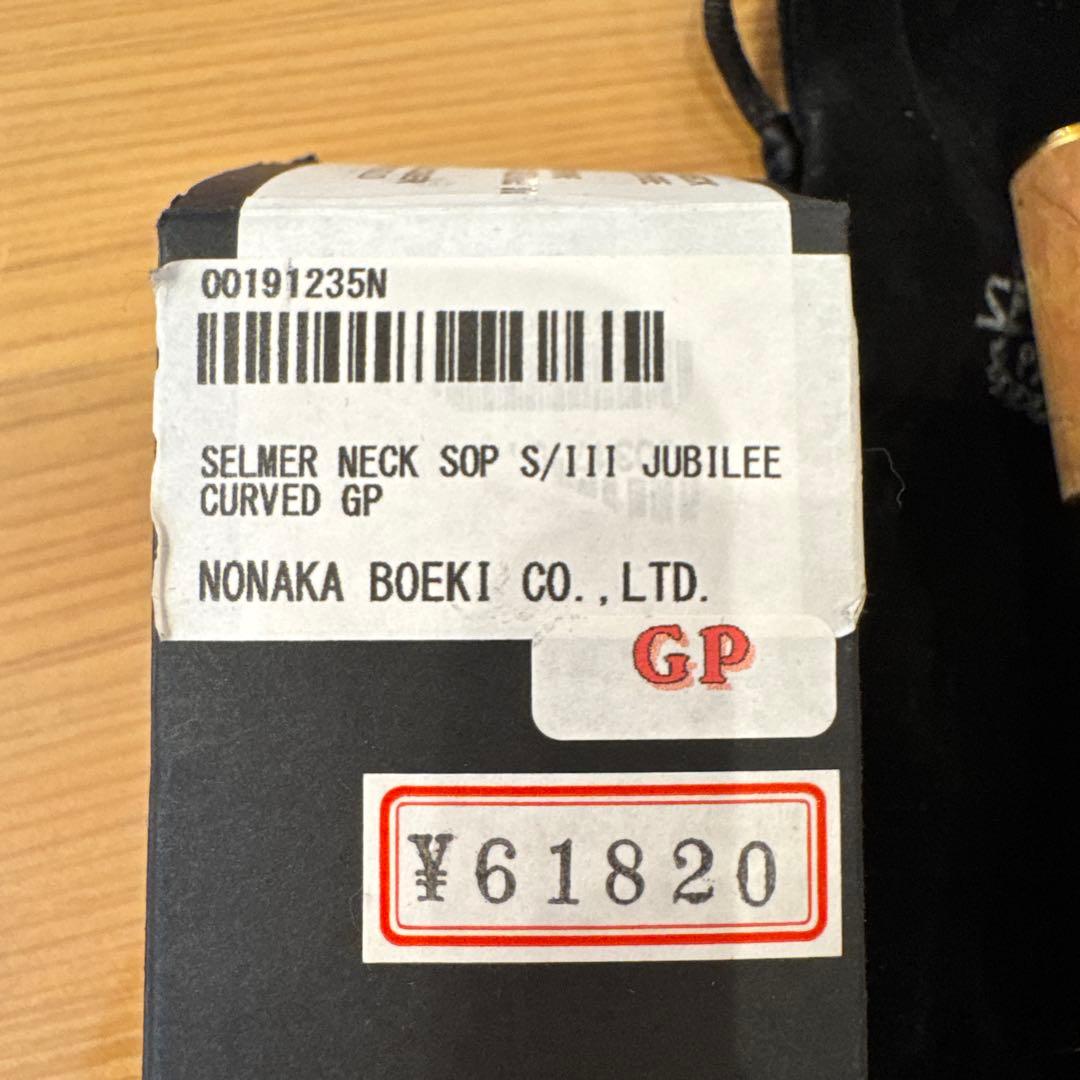 00191235N
SELMER NECK SOP S/III JUBILEE
CURVED GP
NONAKA BOEKI CO.,LTD.
GP
¥61820